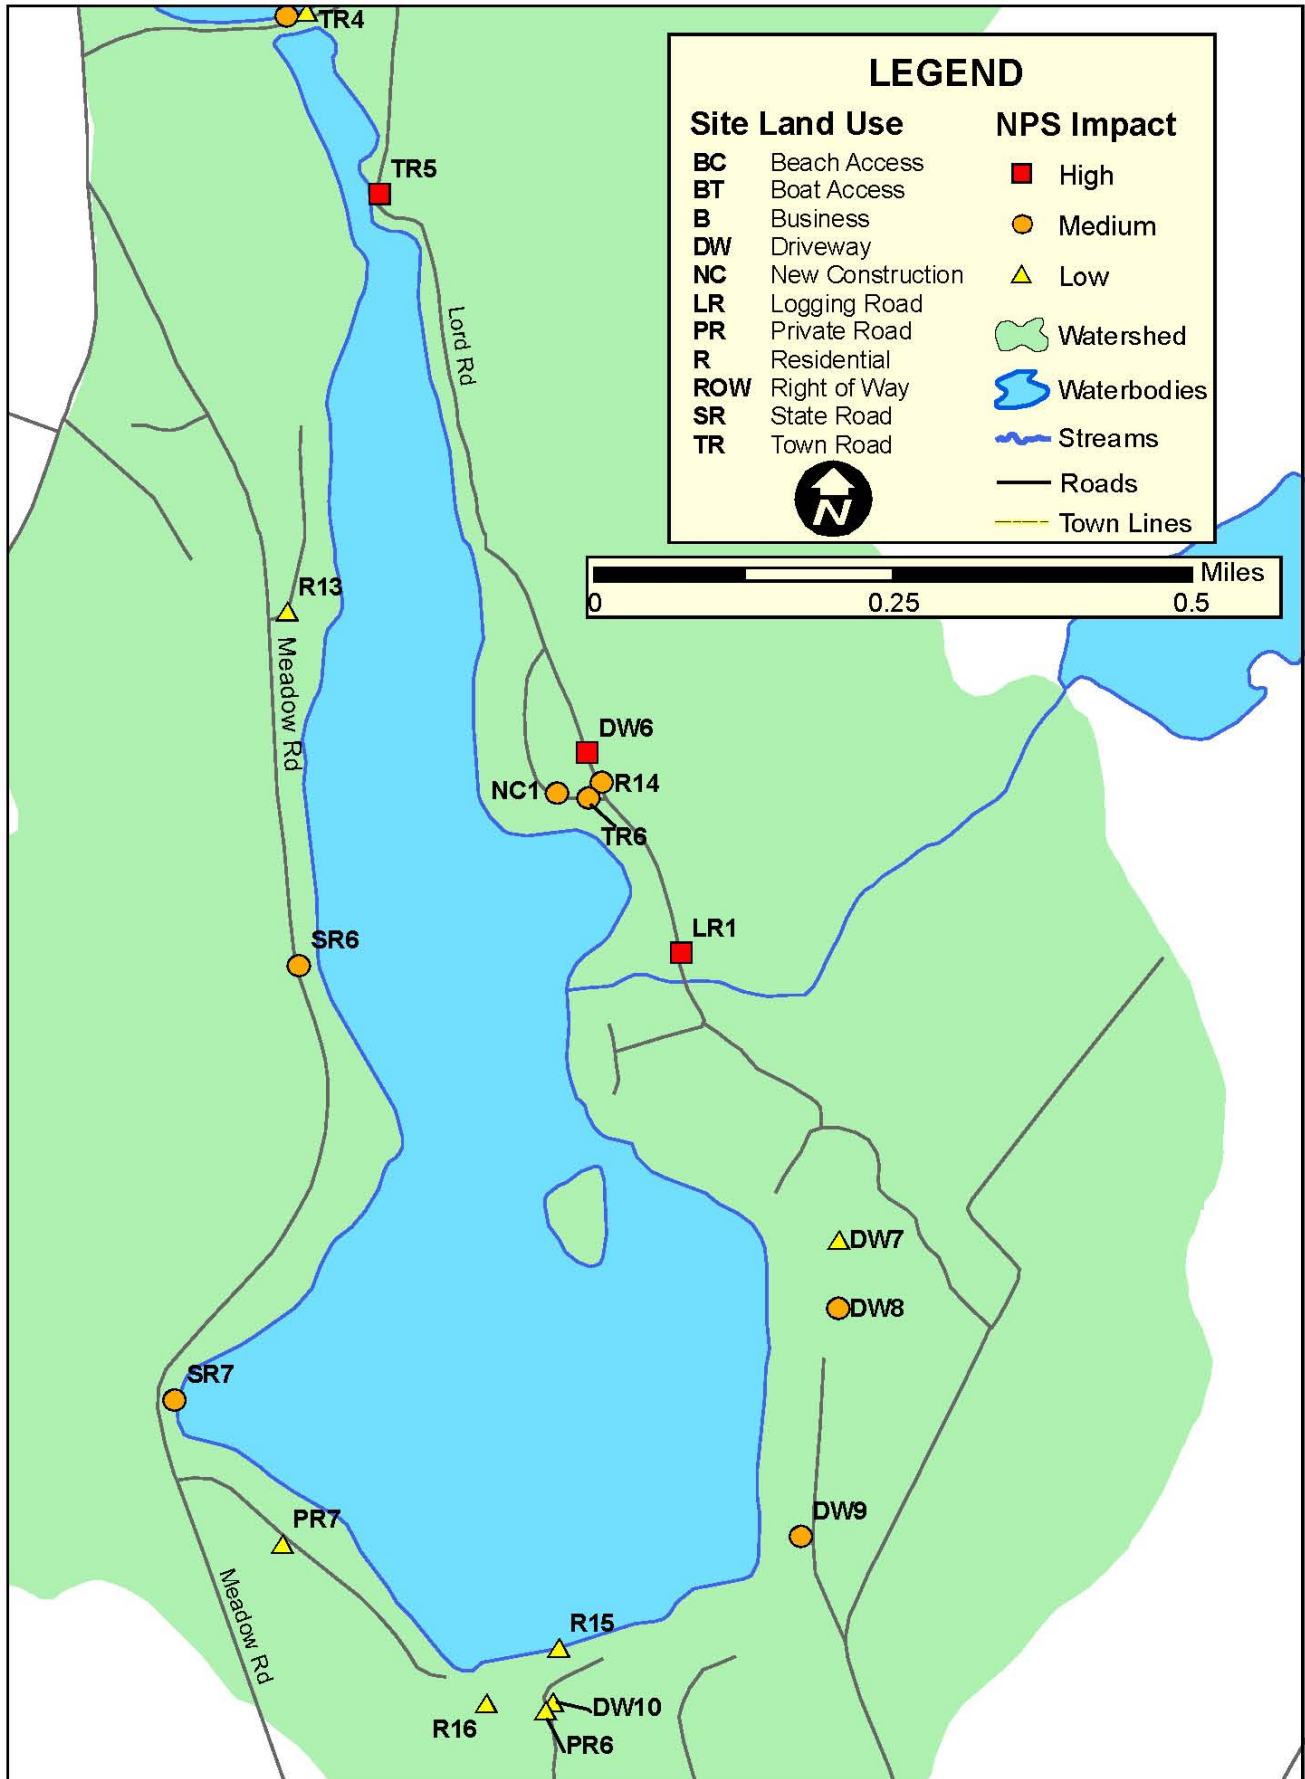 TR4
TR5
LEGEND
Site Land Use
BC Beach Access
BT Boat Access
B Business
DW Driveway
NC New Construction
LR Logging Road
PR Private Road
R Residential
ROW Right of Way
SR State Road
TR Town Road
N
NPS Impact
High
Medium
Low
Watershed
Waterbodies
Streams
Roads
Town Lines
Miles
0 0.25 0.5
Lord Rd
R13
Meadow Rd
DW6
R14
NC1
TR6
LR1
SR6
DW7
DW8
SR7
DW9
PR7
Meadow Rd
R15
R16
DW10
PR6